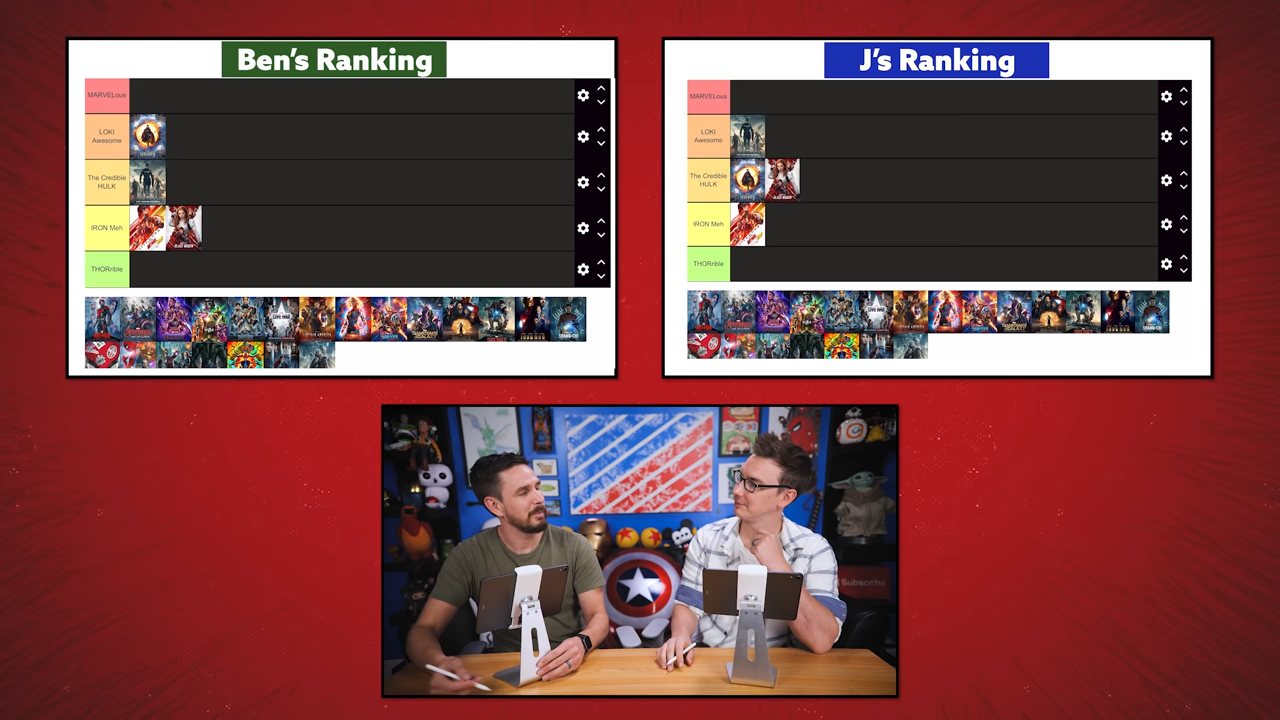 Ben's Ranking
MARVELous
LOKI
Awesome
The Credible
HULK
IRON Meh
THORrible
J's Ranking
MARVELous
LOKI
Awesome
The Credible
HULK
IRON Meh
THORrible
Subscribe